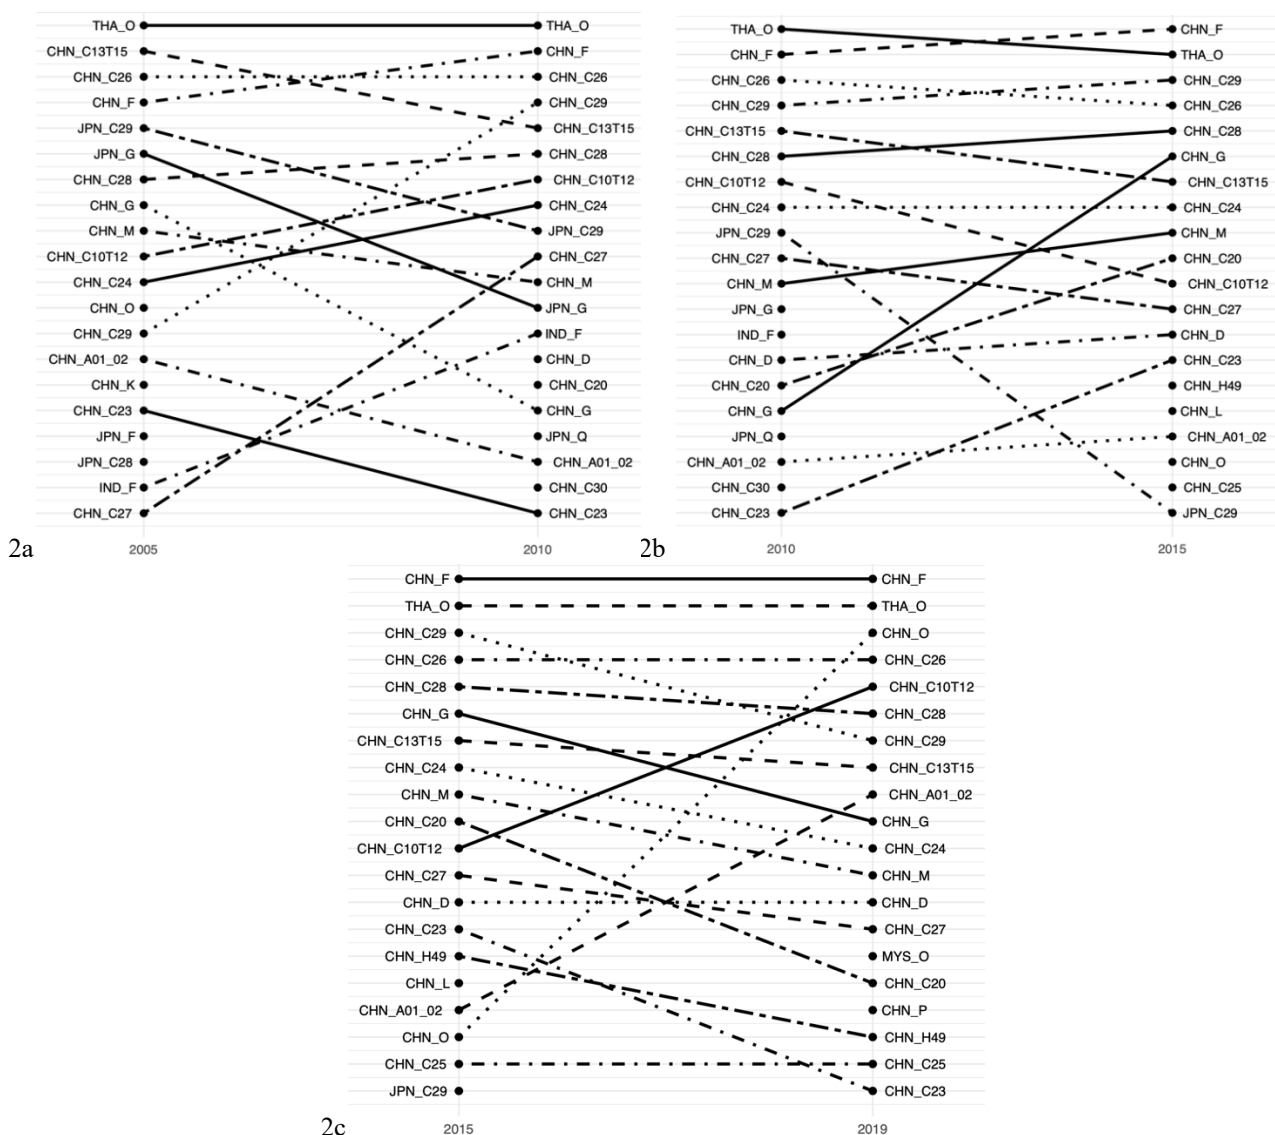 THA_O THA_O
CHN_C13T15 CHN_F
CHN_C26 CHN_C26
CHN_F CHN_C29
JPN_C29 CHN_C13T15
JPN_G CHN_C28
CHN_C28 CHN_C10T12
CHN_G CHN_C24
CHN_M JPN_C29
CHN_C10T12 CHN_C27
CHN_C24 CHN_M
CHN_O JPN_G
CHN_C29 IND_F
CHN_A01_02 CHN_D
CHN_K CHN_C20
CHN_C23 CHN_G
JPN_F JPN_Q
JPN_C28 CHN_A01_02
IND_F CHN_C30
CHN_C27 CHN_C23
2a
2005 2010
THA_O CHN_F
CHN_F THA_O
CHN_C26 CHN_C29
CHN_C29 CHN_C26
CHN_C13T15 CHN_C28
CHN_C28 CHN_G
CHN_C10T12 CHN_C13T15
CHN_C24 CHN_C24
JPN_C29 CHN_M
CHN_C27 CHN_C20
CHN_M CHN_C10T12
JPN_G CHN_C27
IND_F CHN_D
CHN_D CHN_C23
CHN_C20 CHN_H49
CHN_G CHN_L
JPN_Q CHN_A01_02
CHN_A01_02 CHN_O
CHN_C30 CHN_C25
CHN_C23 JPN_C29
2b
2010 2015
CHN_F CHN_F
THA_O THA_O
CHN_C29 CHN_O
CHN_C26 CHN_C26
CHN_C28 CHN_C10T12
CHN_G CHN_C28
CHN_C13T15 CHN_C29
CHN_C24 CHN_C13T15
CHN_M CHN_A01_02
CHN_C20 CHN_G
CHN_C10T12 CHN_C24
CHN_C27 CHN_M
CHN_D CHN_D
CHN_C23 CHN_C27
CHN_H49 MYS_O
CHN_L CHN_C20
CHN_A01_02 CHN_P
CHN_O CHN_H49
CHN_C25 CHN_C25
JPN_C29 CHN_C23
2c
2015 2019